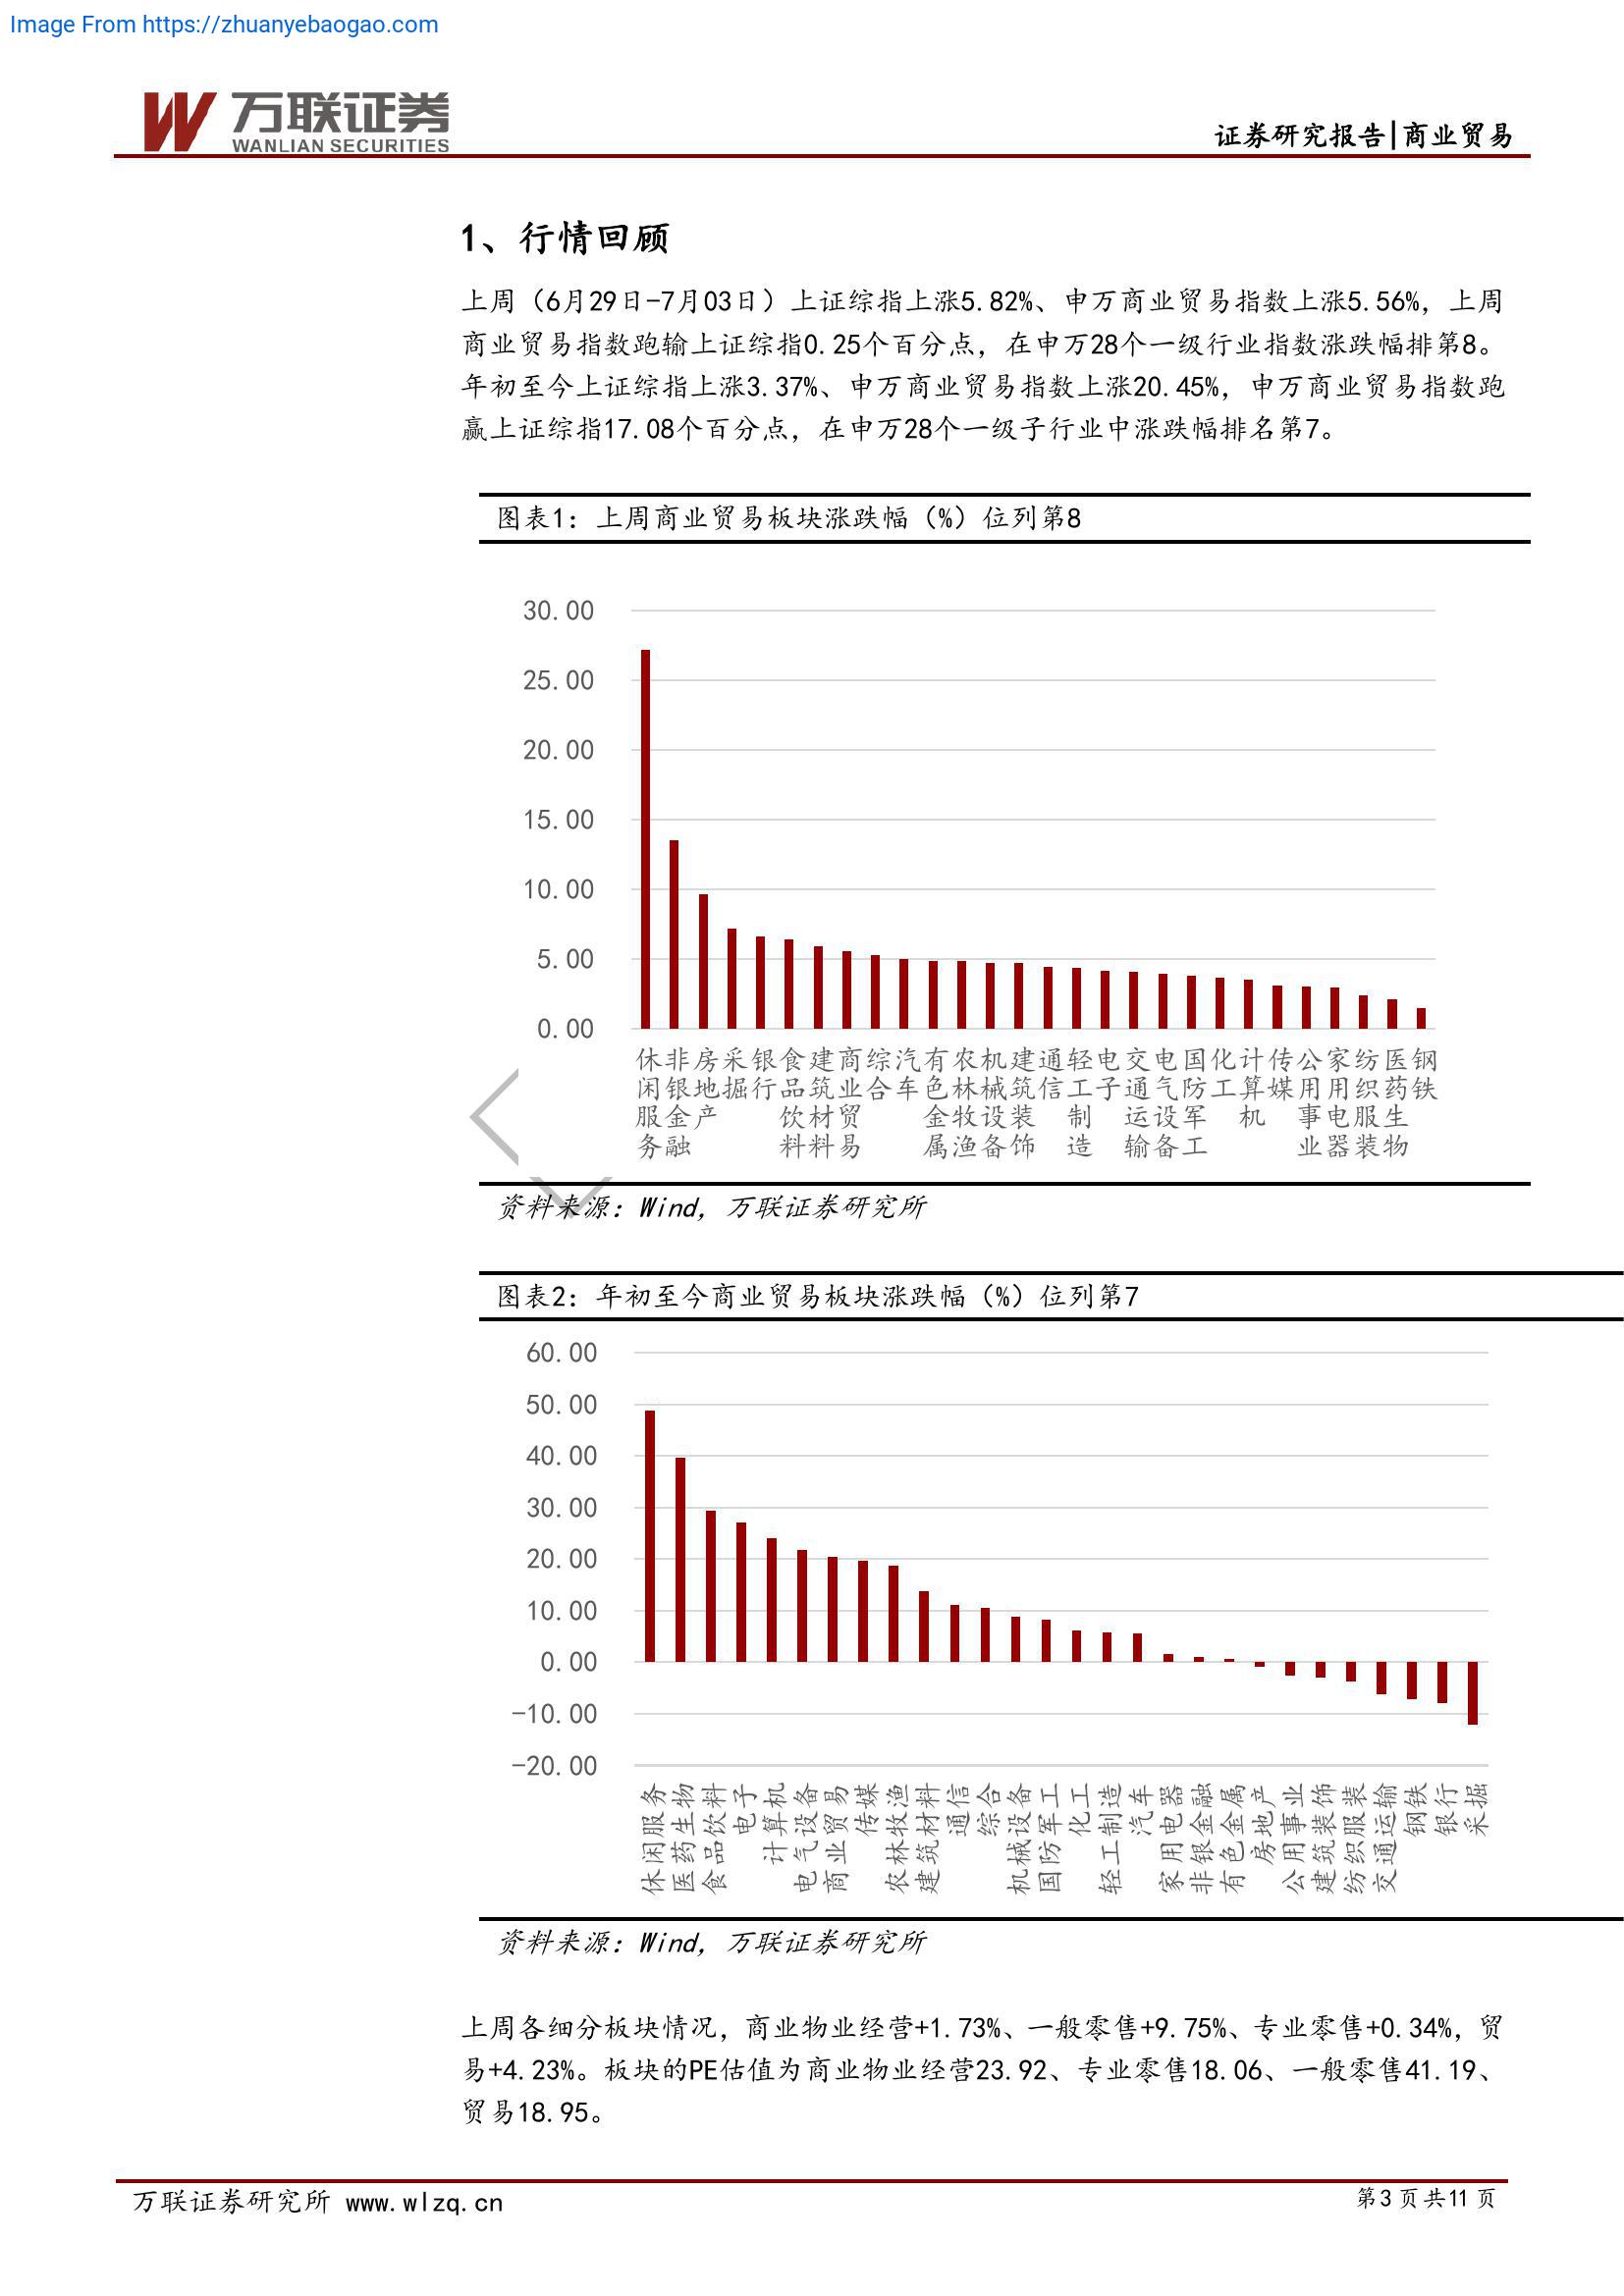 Image From https://zhuanyebaogao.com
万联证券
WANLIAN SECURITIES
证券研究报告|商业贸易
1、行情回顾
上周（6月29日-7月03日）上证综指上涨5.82%、申万商业贸易指数上涨5.56%，上周
商业贸易指数跑输上证综指0.25个百分点，在申万28个一级行业指数涨跌幅排第8。
年初至今上证综指上涨3.37%、申万商业贸易指数上涨20.45%，申万商业贸易指数跑
赢上证综指17.08个百分点，在申万28个一级子行业中涨跌幅排名第7。
图表1：上周商业贸易板块涨跌幅（%）位列第8
30.00
25.00
20.00
15.00
10.00
5.00
0.00
休闲服务
非银金融
房地产
采掘
银行
食品饮料
建筑材料
商业贸易
综合
汽车
有色金属
农林牧渔
机械设备
建筑装饰
通信
轻工制造
电子
交通运输
电气设备
国防军工
化工
计算机
传媒
公用事业
家用电器
纺织服装
医药生物
钢铁
资料来源：Wind，万联证券研究所
图表2：年初至今商业贸易板块涨跌幅（%）位列第7
60.00
50.00
40.00
30.00
20.00
10.00
0.00
-10.00
-20.00
休闲服务
医药生物
食品饮料
电子
计算机
电气设备
商业贸易
传媒
农林牧渔
建筑材料
通信
综合
机械设备
国防军工
化工
轻工制造
汽车
家用电器
非银金融
有色金属
房地产
公用事业
建筑装饰
纺织服装
交通运输
钢铁
银行
采掘
资料来源：Wind，万联证券研究所
上周各细分板块情况，商业物业经营+1.73%、一般零售+9.75%、专业零售+0.34%，贸
易+4.23%。板块的PE估值为商业物业经营23.92、专业零售18.06、一般零售41.19、
贸易18.95。
万联证券研究所 www.wlzq.cn
第3页共11页